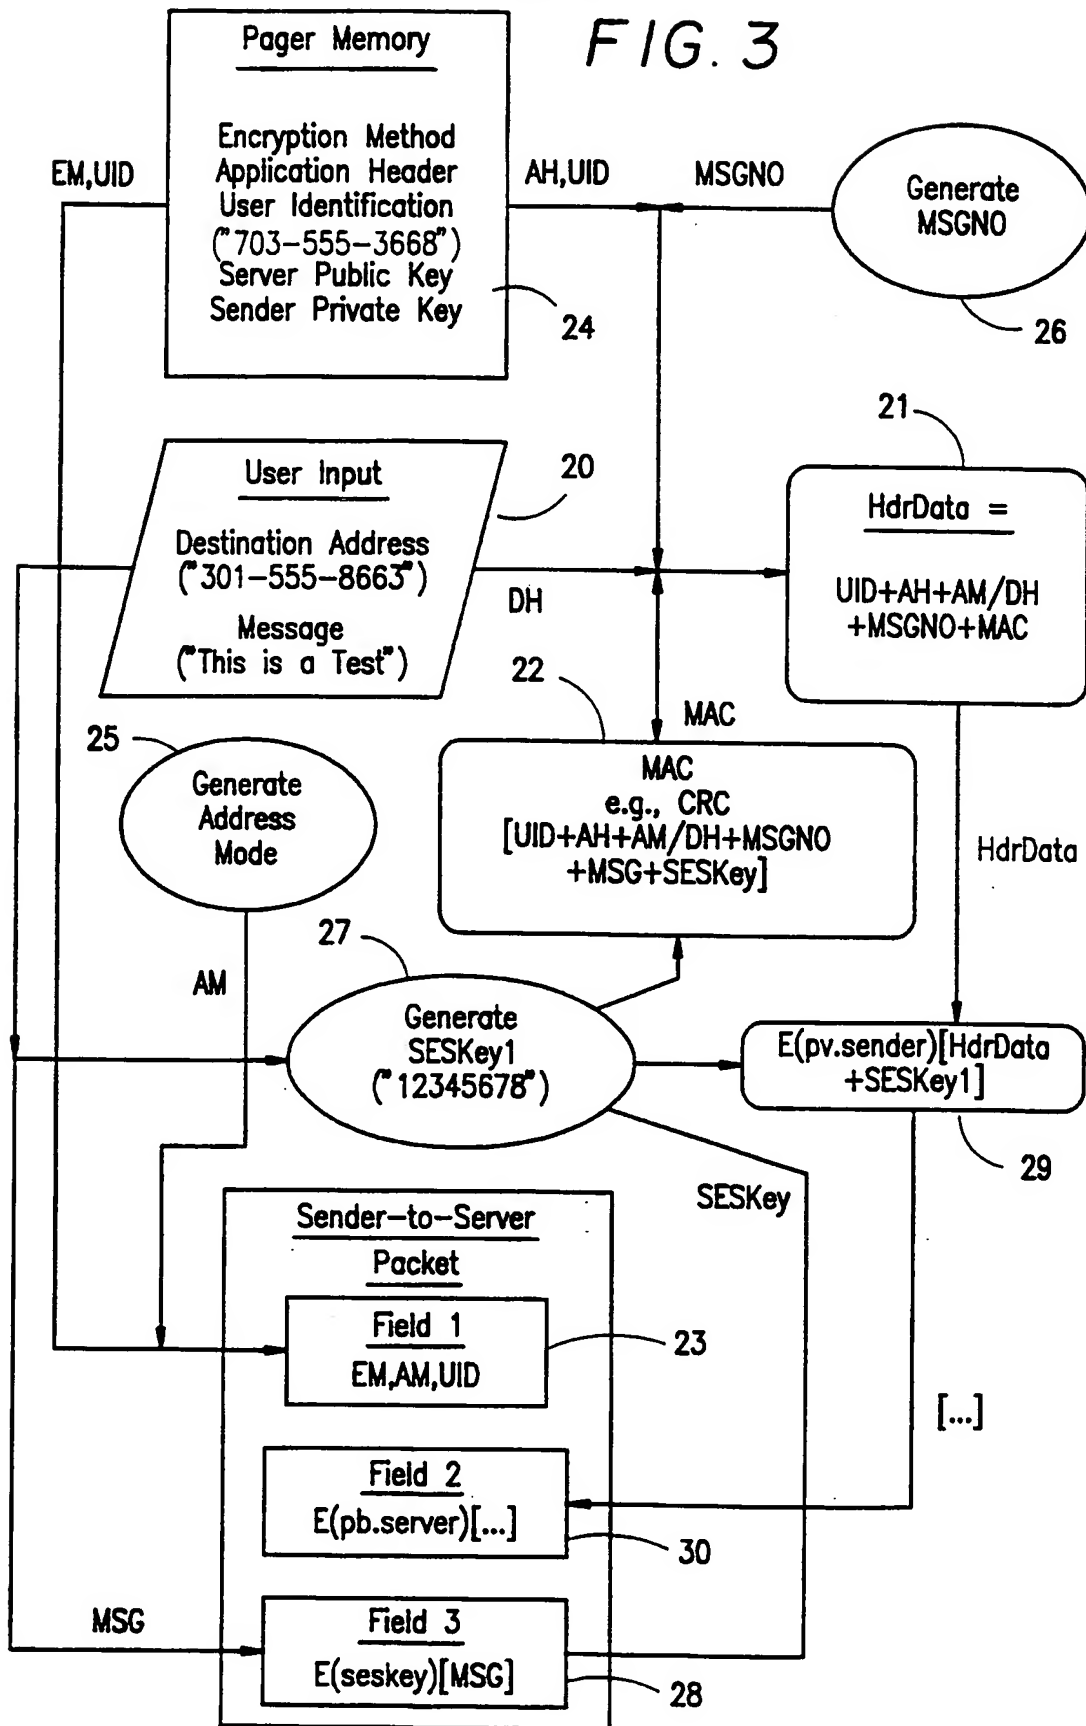 FIG. 3
Pager Memory
Encryption Method
Application Header
User Identification
("703-555-3668")
Server Public Key
Sender Private Key
24
EM,UID
AH,UID
MSGNO
Generate
MSGNO
26
User Input
Destination Address
("301-555-8663")
Message
("This is a Test")
20
DH
21
HdrData =
UID+AH+AM/DH
+MSGNO+MAC
22
MAC
MAC
e.g., CRC
[UID+AH+AM/DH+MSGNO
+MSG+SESKey]
HdrData
25
Generate
Address
Mode
AM
27
Generate
SESKey1
("12345678")
E(pv.sender)[HdrData
+SESKey1]
29
SESKey
Sender-to-Server
Packet
Field 1
EM,AM,UID
23
[...]
Field 2
E(pb.server)[...]
30
MSG
Field 3
E(seskey)[MSG]
28